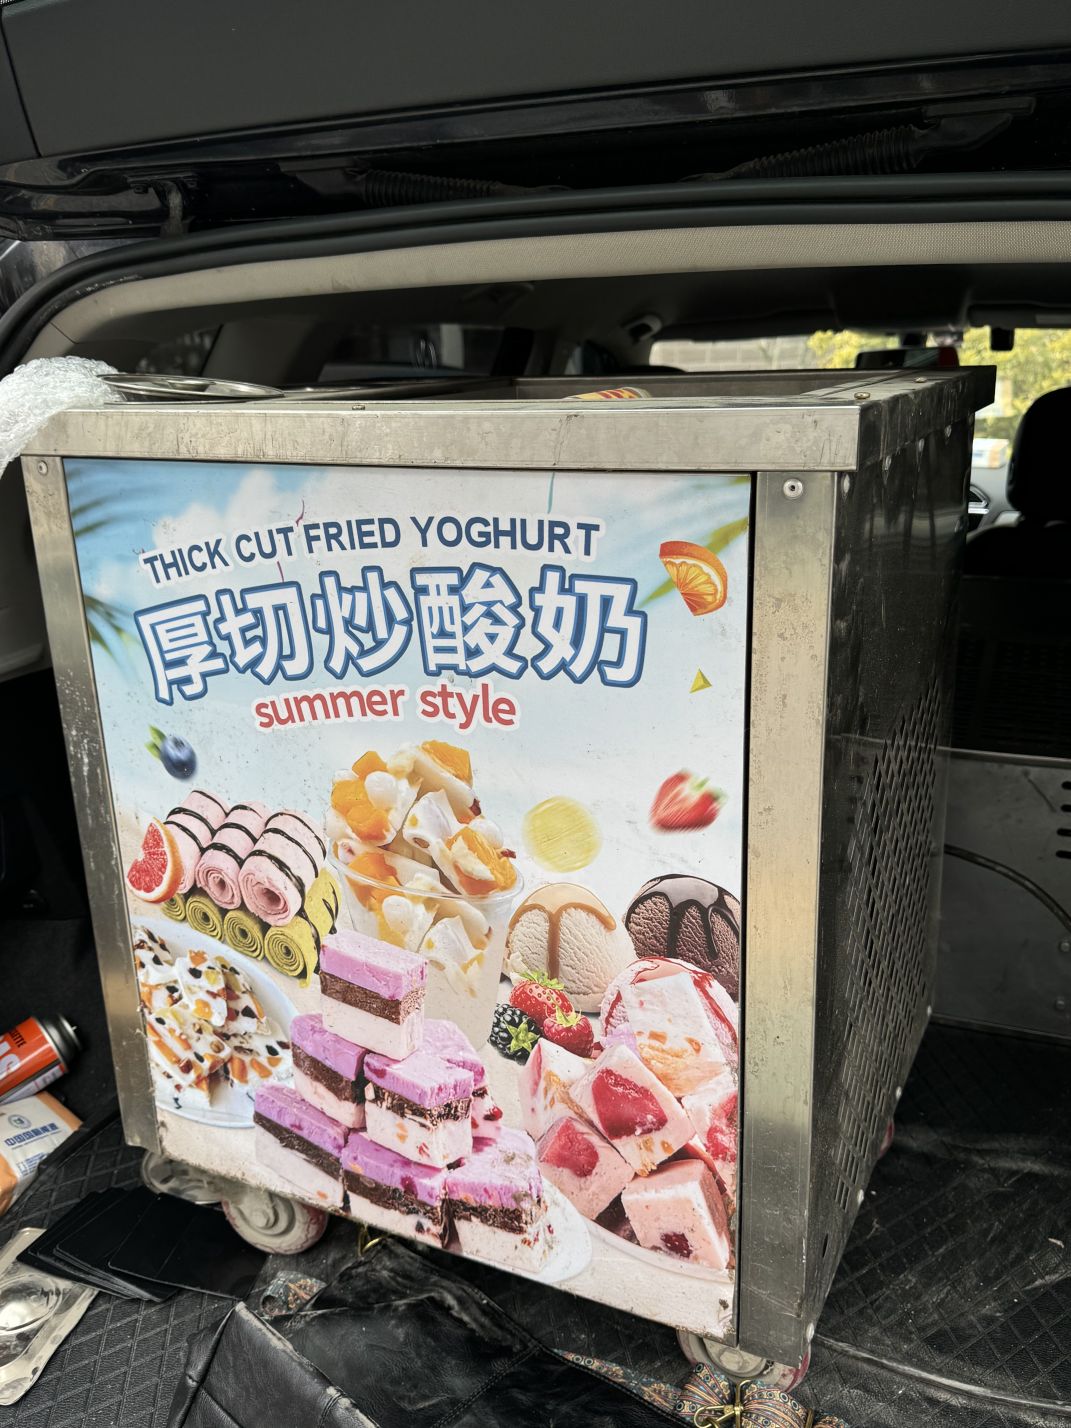 THICK CUT FRIED YOGHURT
厚切炒酸奶
summer style